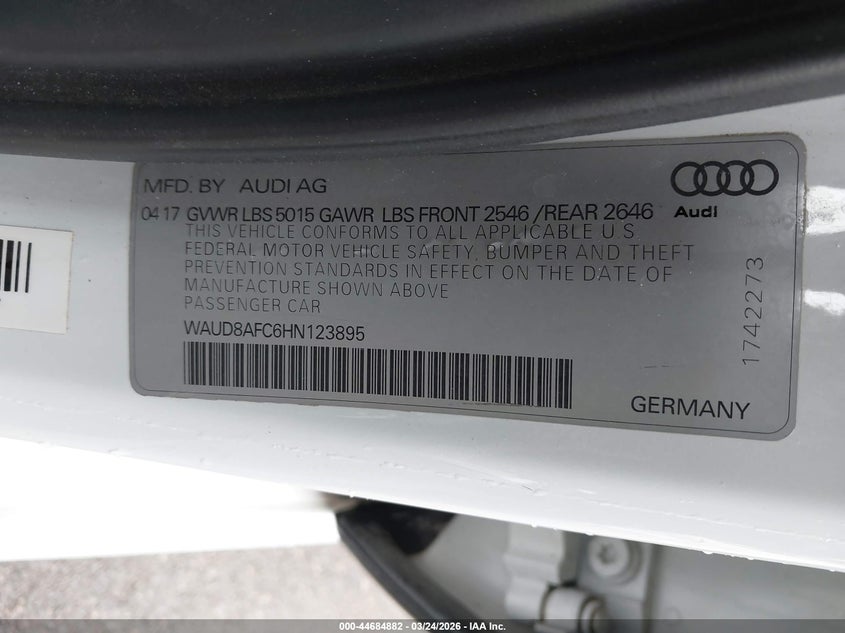 MFD. BY AUDI AG
04 17 GVWR LBS 5015 GAWR LBS FRONT 2546 / REAR 2646
Audi
THIS VEHICLE CONFORMS TO ALL APPLICABLE U S
FEDERAL MOTOR VEHICLE SAFETY, BUMPER AND THEFT
PREVENTION STANDARDS IN EFFECT ON THE DATE OF
MANUFACTURE SHOWN ABOVE
PASSENGER CAR
WAUD8AFC6HN123895
1742273
GERMANY
000-44684882 - 03/24/2026 - IAA Inc.